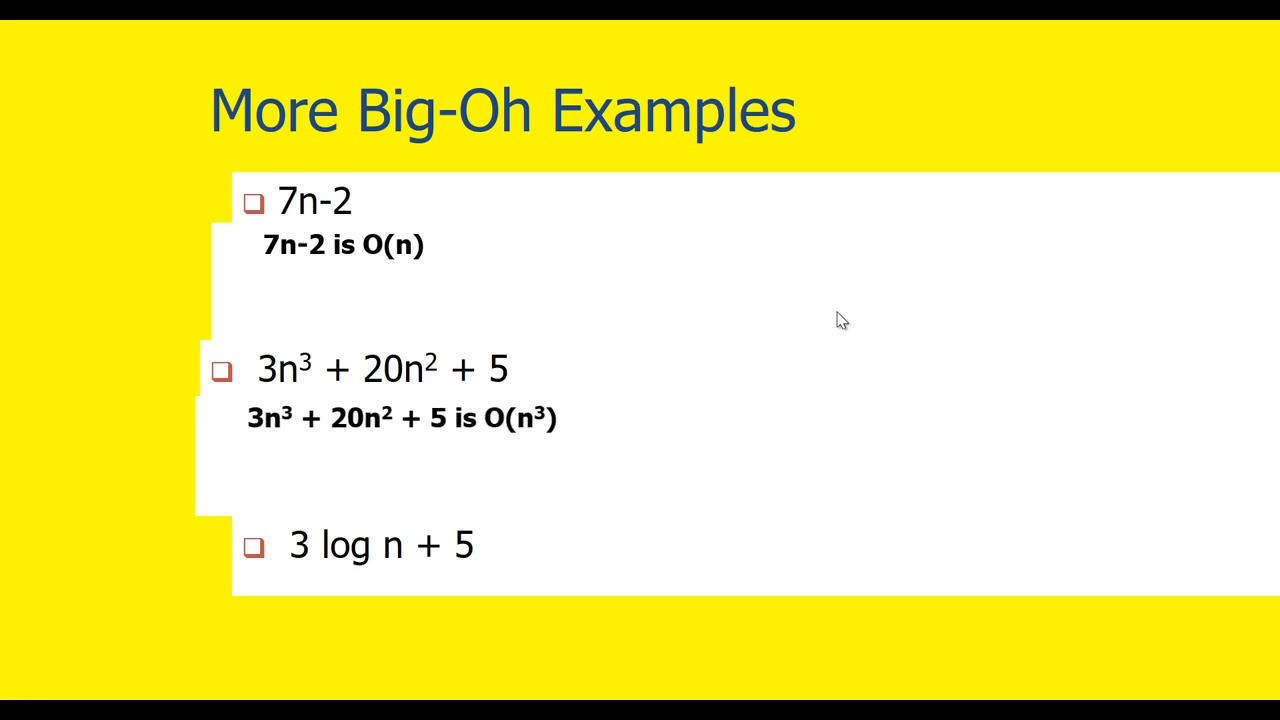 More Big-Oh Examples
❑ 7n-2
7n-2 is O(n)
❑ 3n³ + 20n² + 5
3n³ + 20n² + 5 is O(n³)
❑ 3 log n + 5